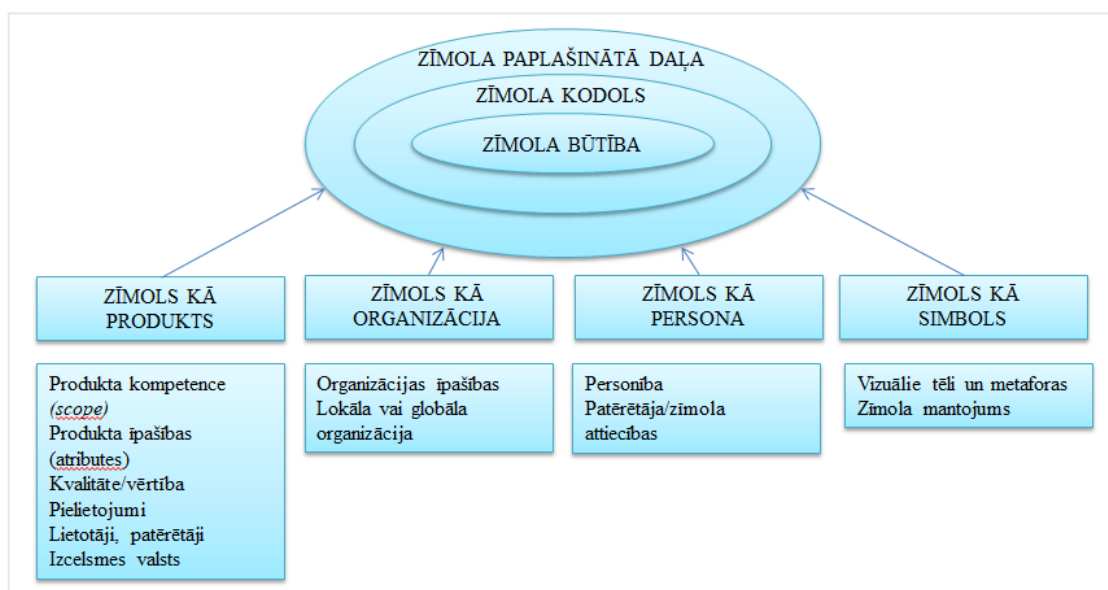 ZĪMOLA PAPLAŠINĀTĀ DAĻA
ZĪMOLA KODOLS
ZĪMOLA BŪTĪBA
ZĪMOLS KĀ
PRODUKTS
ZĪMOLS KĀ
ORGANIZĀCIJA
ZĪMOLS KĀ
PERSONA
ZĪMOLS KĀ
SIMBOLS
Produkta kompetence
(scope)
Produkta īpašības
(atributes)
Kvalitāte/vērtība
Pielietojumi
Lietotāji, patērētāji
Izcelsmes valsts
Organizācijas īpašības
Lokāla vai globāla
organizācija
Personība
Patērētāja/zīmola
attiecības
Vizuālie tēli un metaforas
Zīmola mantojums